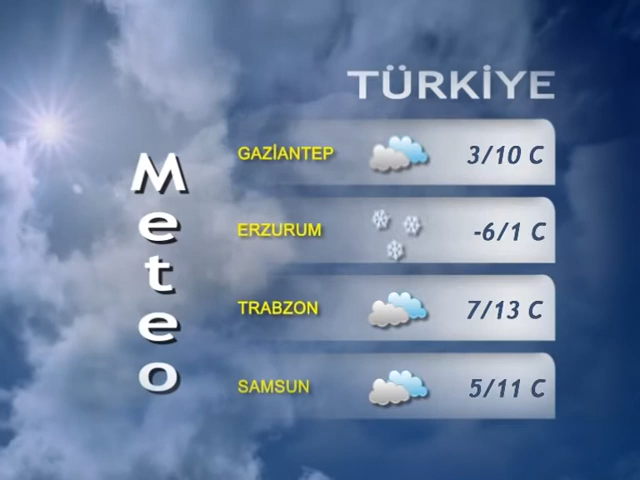 TÜRKİYE
Meteo
GAZİANTEP 3/10 C
ERZURUM -6/1 C
TRABZON 7/13 C
SAMSUN 5/11 C